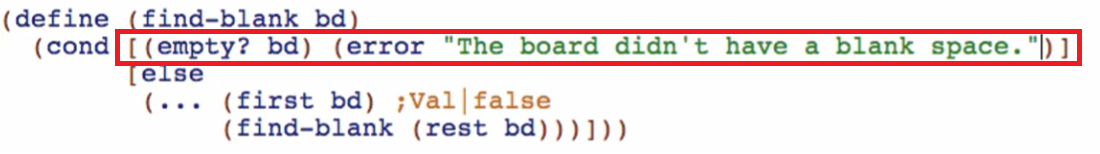 (define (find-blank bd)
(cond [(empty? bd) (error "The board didn't have a blank space.")]
[else
(... (first bd) ;Val|false
(find-blank (rest bd)))]))